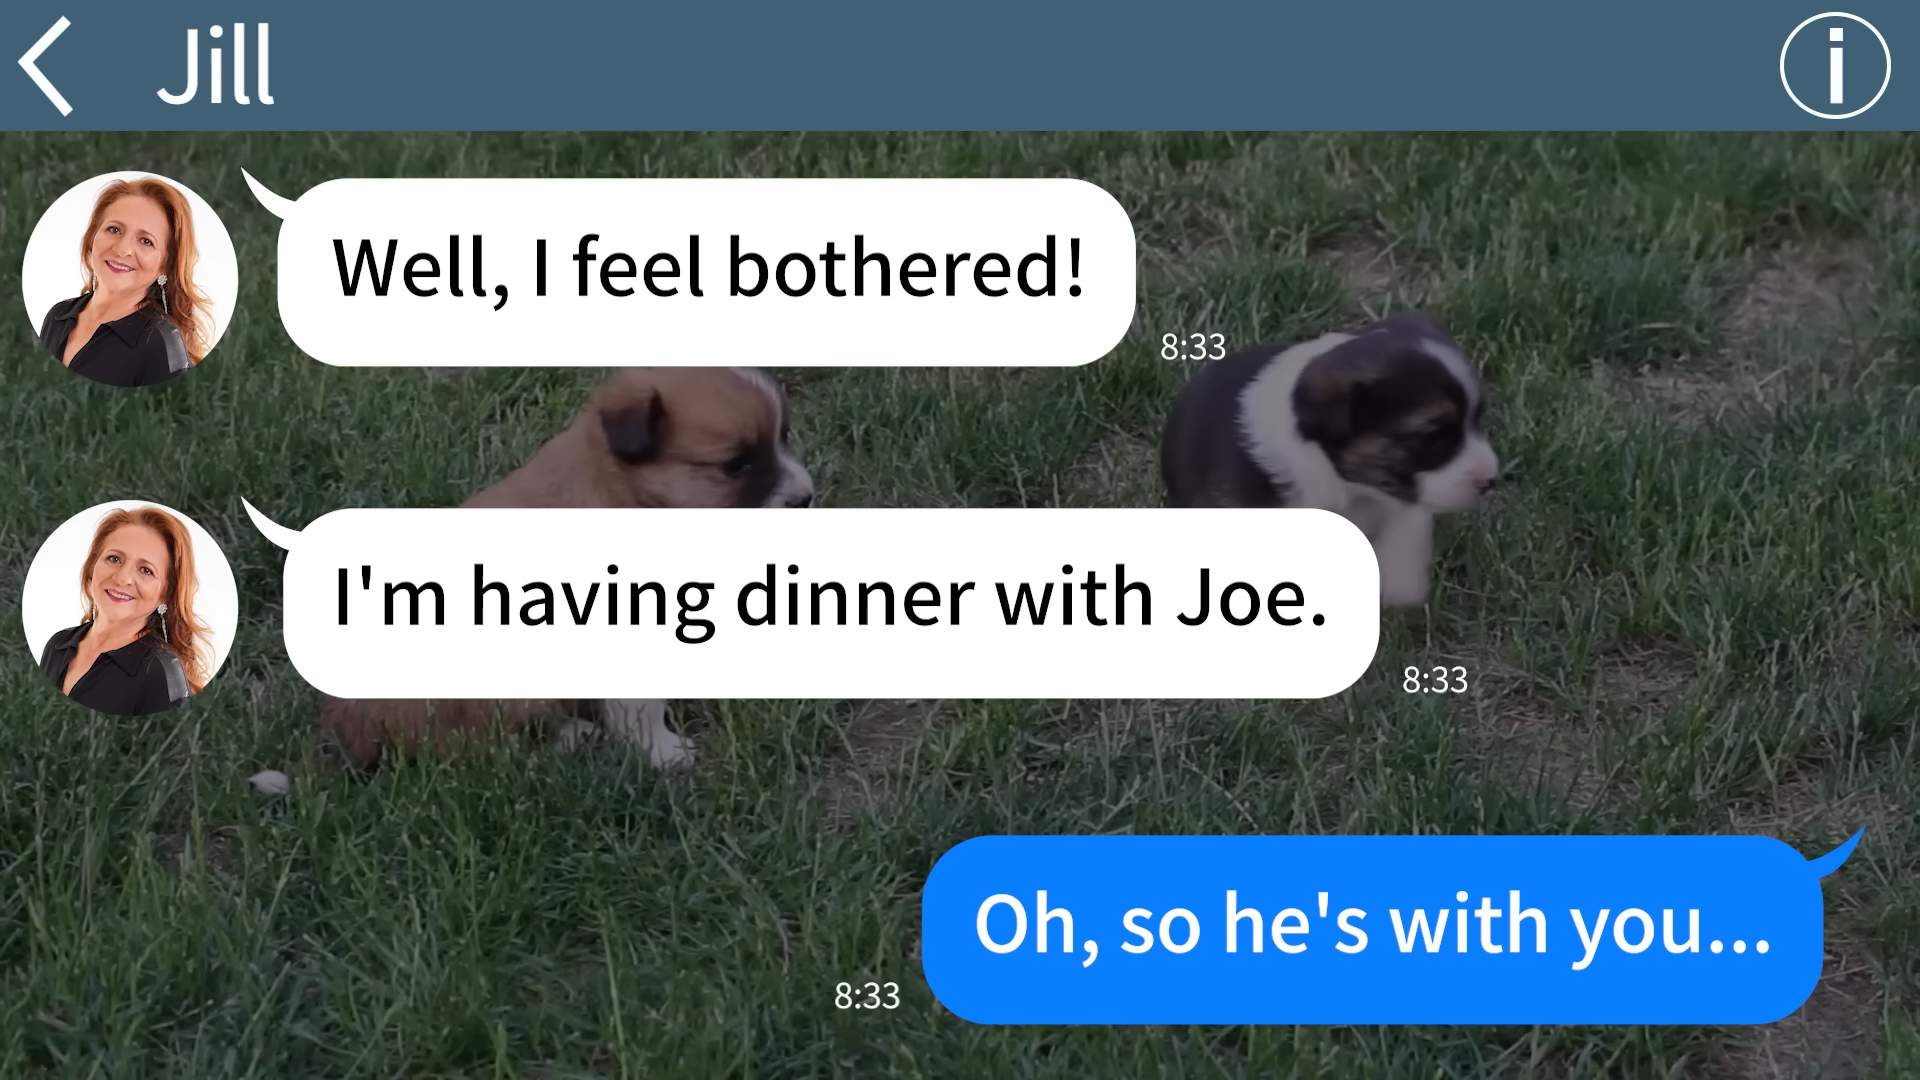 Jill
Well, I feel bothered!
8:33
I'm having dinner with Joe.
8:33
Oh, so he's with you...
8:33